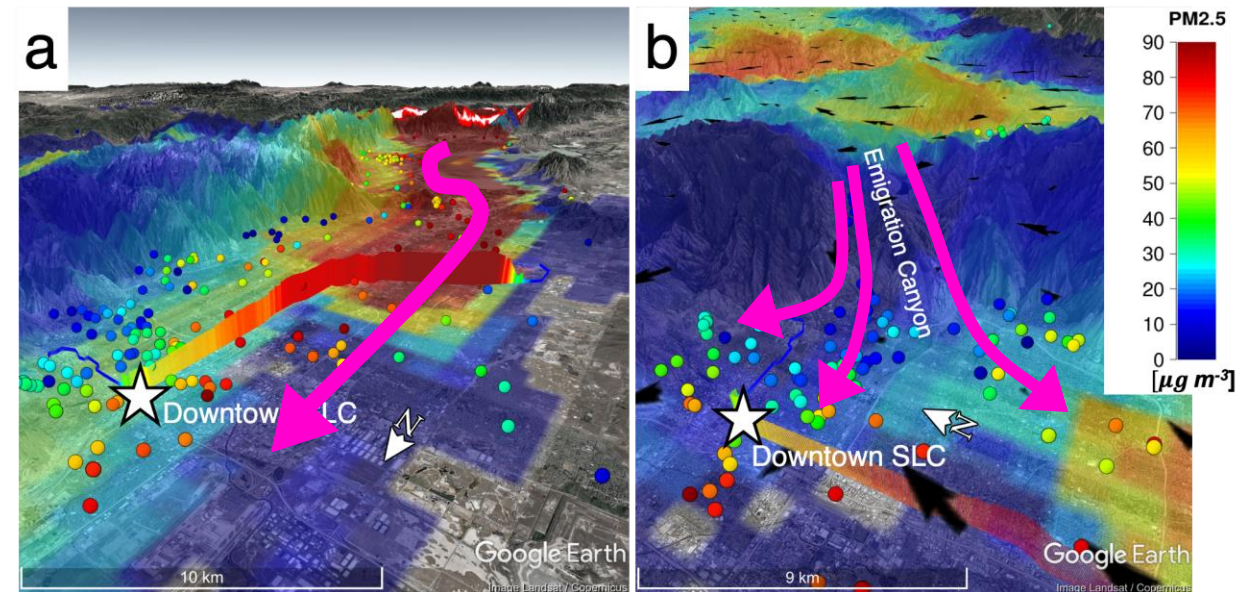 a
Downtown SLC
N
10 km
Google Earth
Image Landsat / Copernicus
b
Emigration Canyon
Downtown SLC
N
9 km
Google Earth
Image Landsat / Copernicus
PM2.5
90
80
70
60
50
40
30
20
10
0
[μg m⁻³]